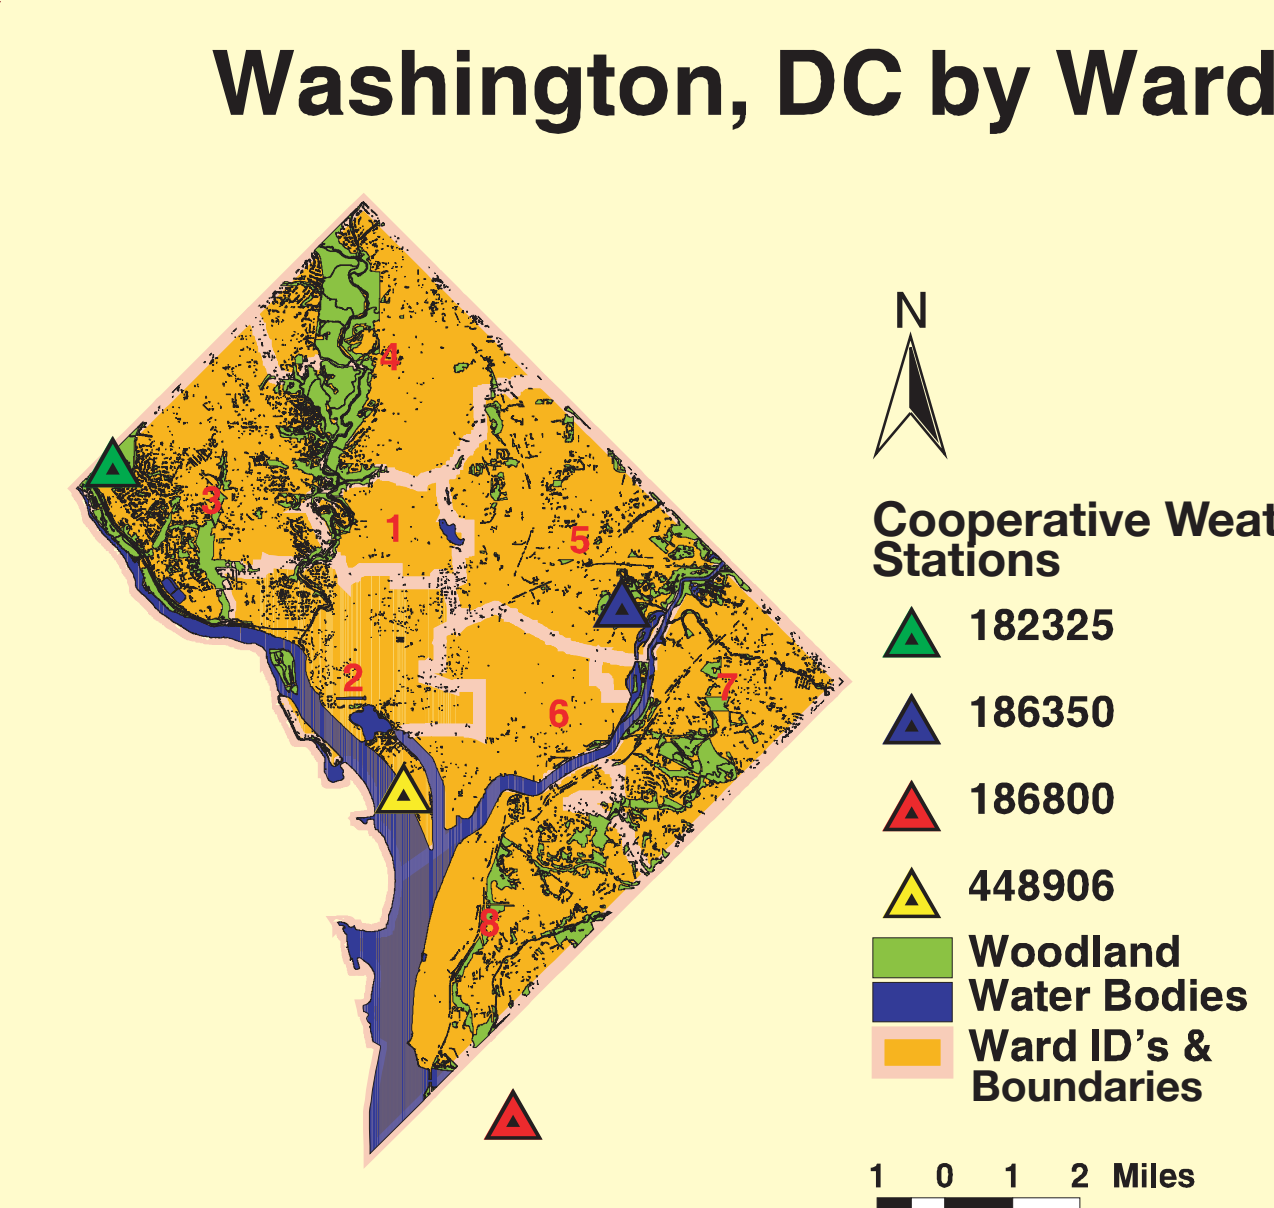 Washington, DC by Ward
N
4
3
1
5
2
7
6
8
Cooperative Weat
Stations
182325
186350
186800
448906
Woodland
Water Bodies
Ward ID's &
Boundaries
1 0 1 2 Miles